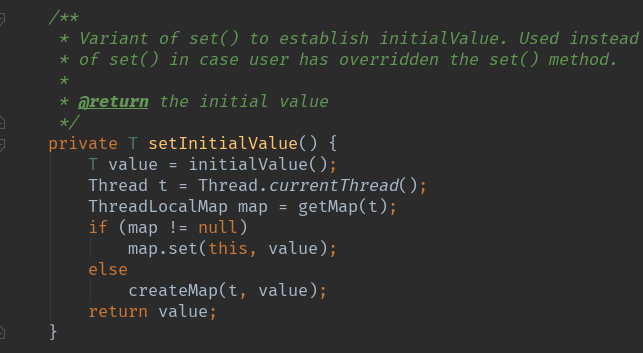 /**
 * Variant of set() to establish initialValue. Used instead
 * of set() in case user has overridden the set() method.
 *
 * @return the initial value
 */
private T setInitialValue() {
    T value = initialValue();
    Thread t = Thread.currentThread();
    ThreadLocalMap map = getMap(t);
    if (map != null)
        map.set(this, value);
    else
        createMap(t, value);
    return value;
}